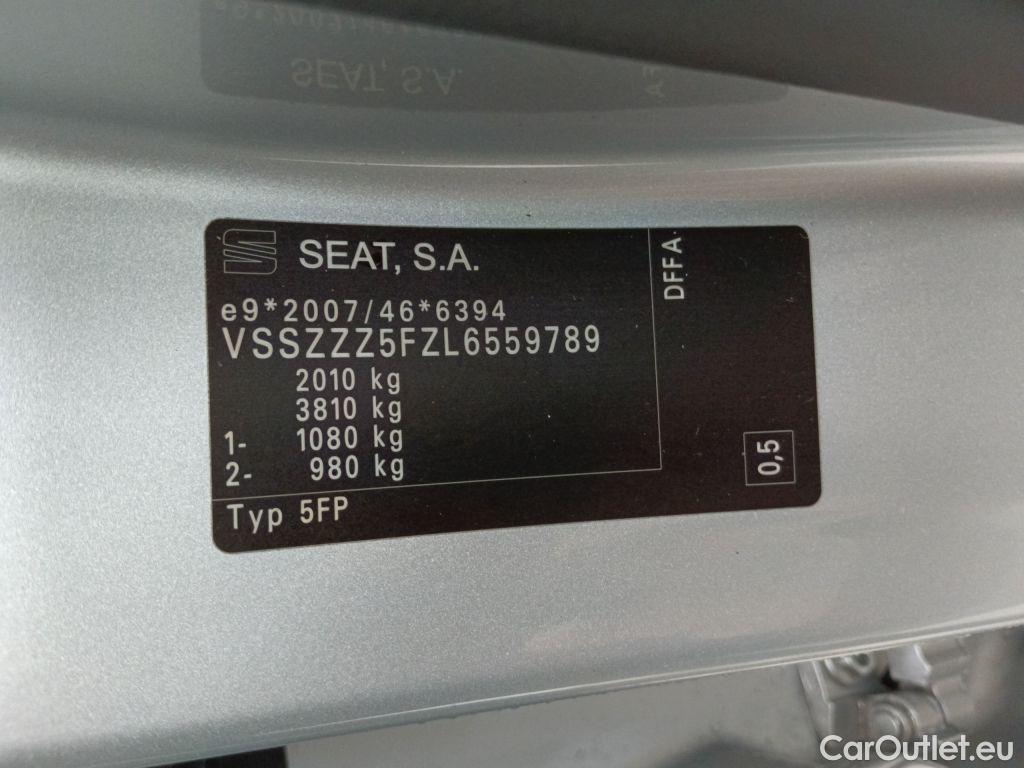 SEAT, S.A.
e9*2007/46*6394
VSSZZZ5FZL6559789
2010 kg
3810 kg
1- 1080 kg
2- 980 kg
Typ 5FP
DFFA
0,5
SEAT, S.A.
CarOutlet.eu